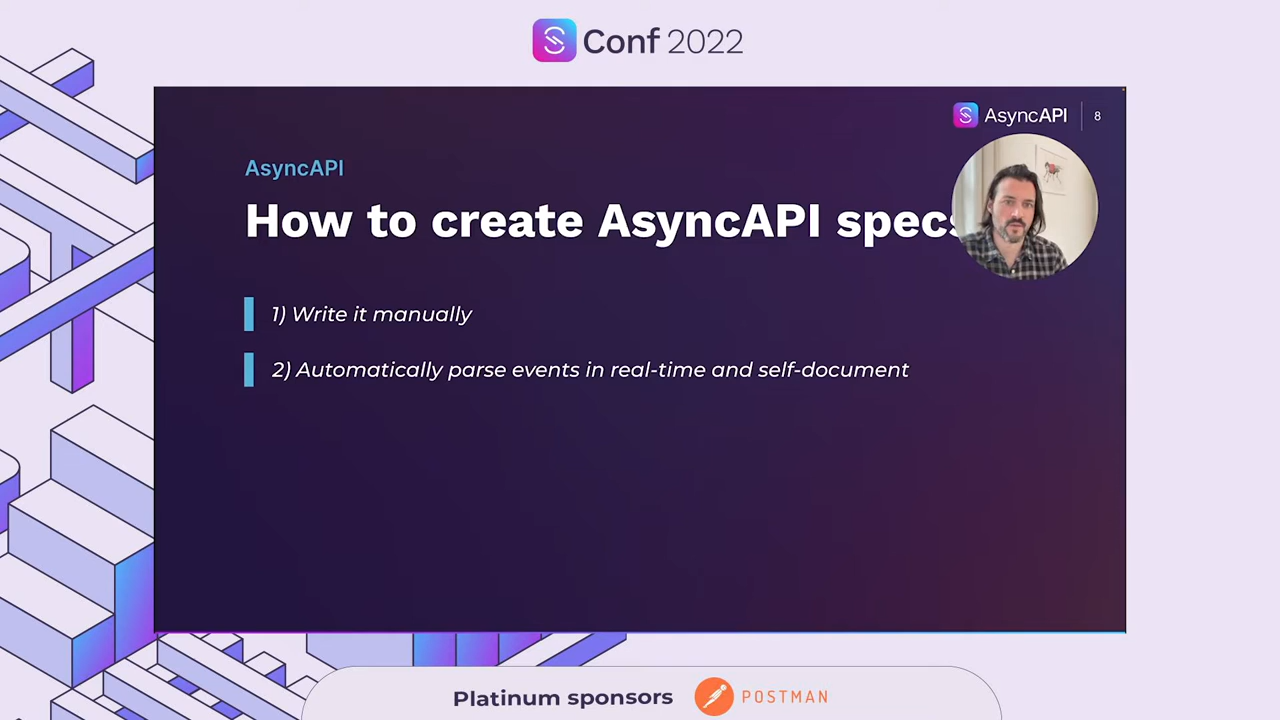 Conf 2022
AsyncAPI 8
AsyncAPI
How to create AsyncAPI specs
1) Write it manually
2) Automatically parse events in real-time and self-document
Platinum sponsors POSTMAN